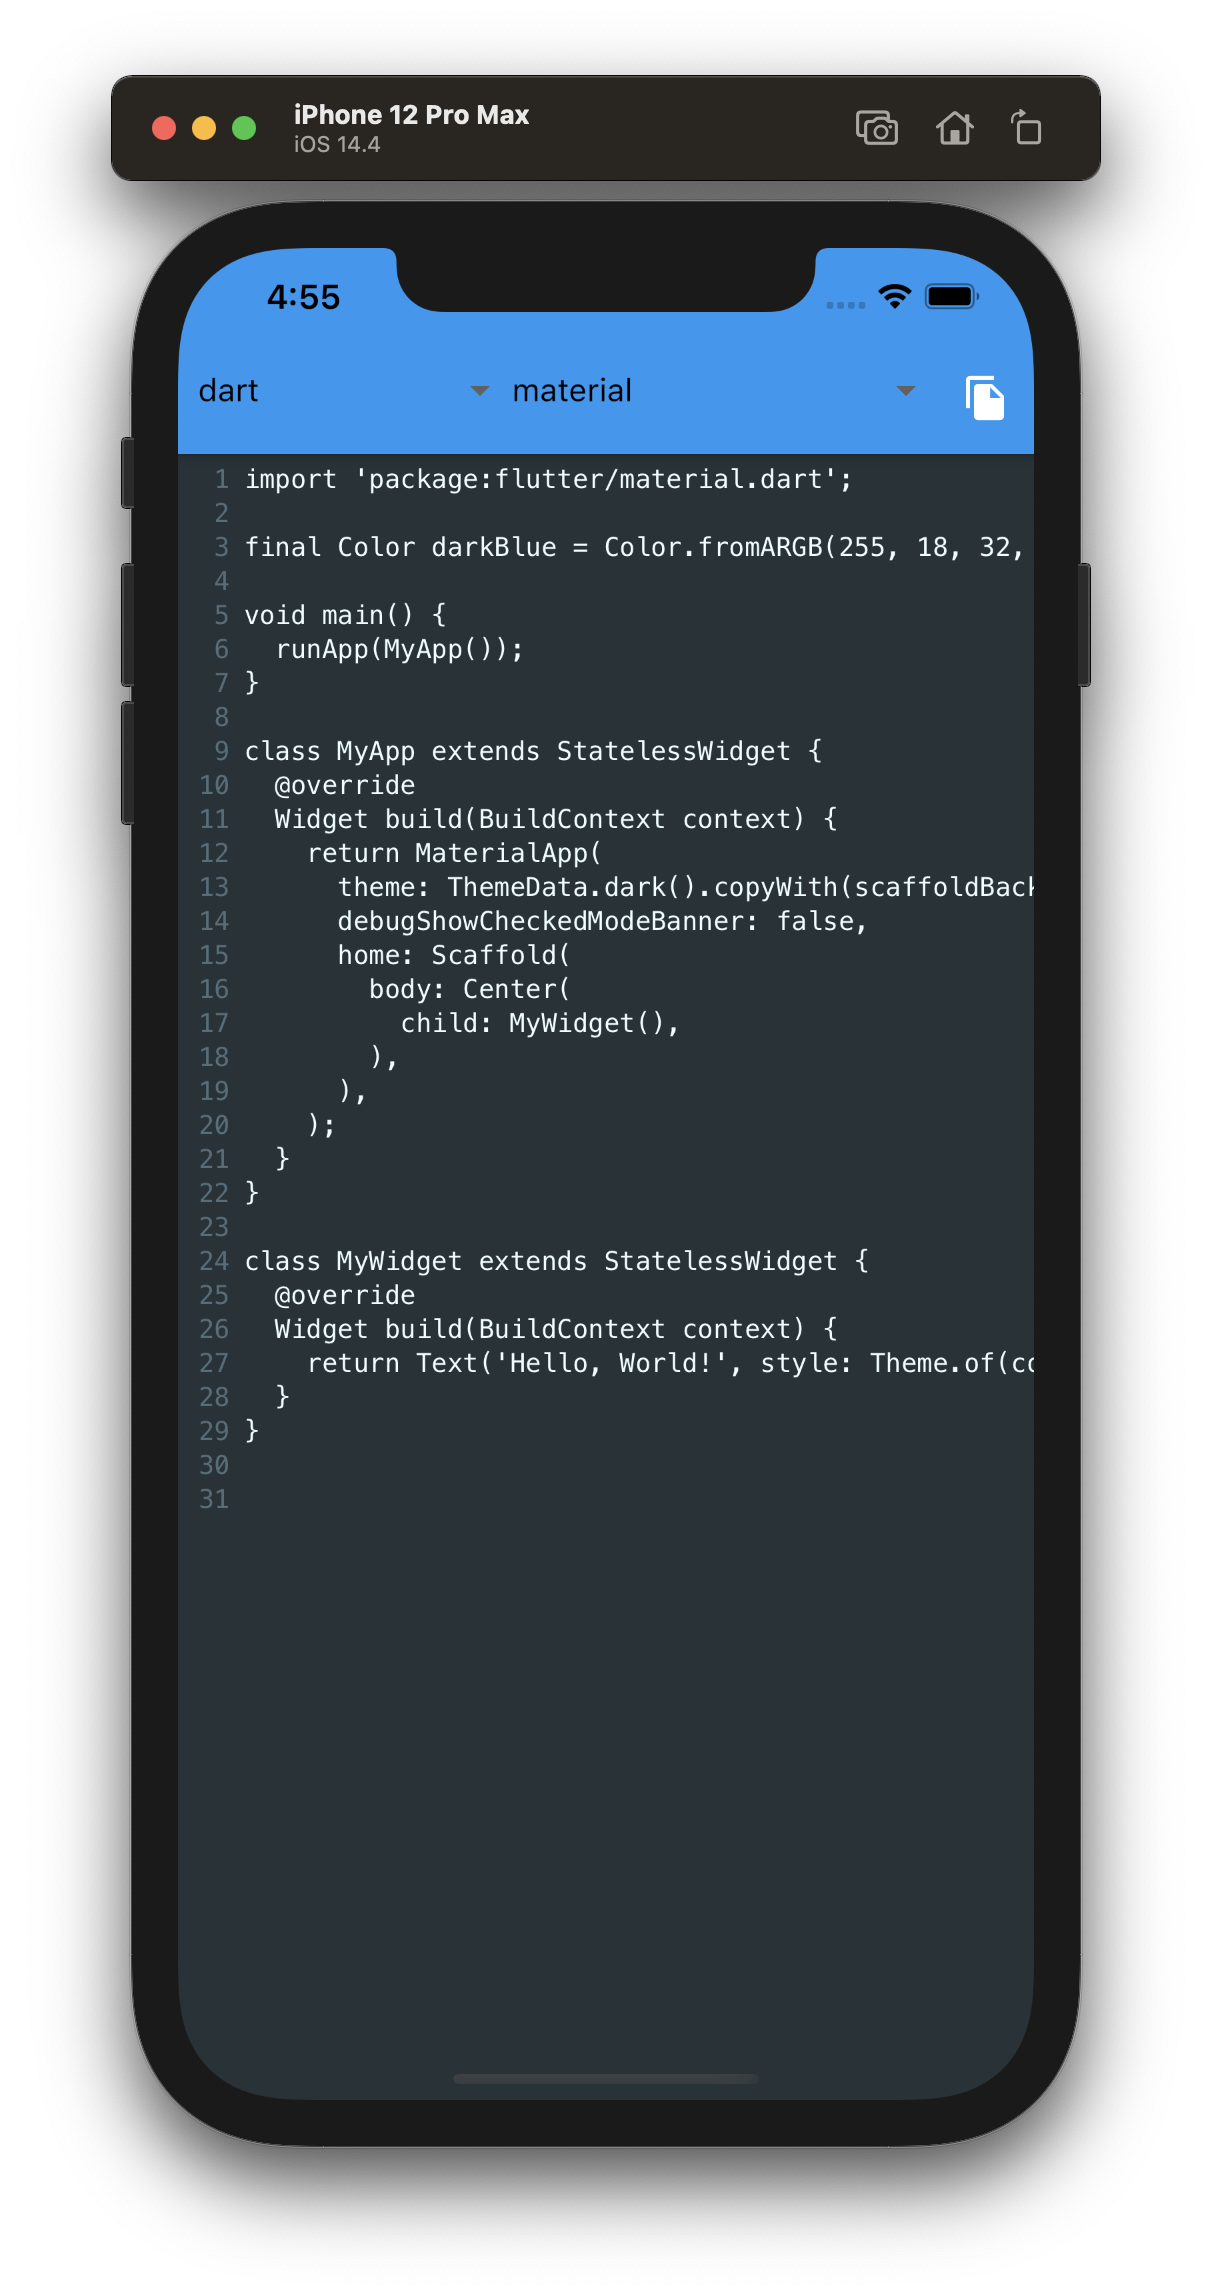 iPhone 12 Pro Max
iOS 14.4
4:55
dart material
1 import 'package:flutter/material.dart';
2
3 final Color darkBlue = Color.fromARGB(255, 18, 32,
4
5 void main() {
6   runApp(MyApp());
7 }
8
9 class MyApp extends StatelessWidget {
10   @override
11   Widget build(BuildContext context) {
12     return MaterialApp(
13       theme: ThemeData.dark().copyWith(scaffoldBack
14       debugShowCheckedModeBanner: false,
15       home: Scaffold(
16         body: Center(
17           child: MyWidget(),
18         ),
19       ),
20     );
21   }
22 }
23
24 class MyWidget extends StatelessWidget {
25   @override
26   Widget build(BuildContext context) {
27     return Text('Hello, World!', style: Theme.of(co
28   }
29 }
30
31